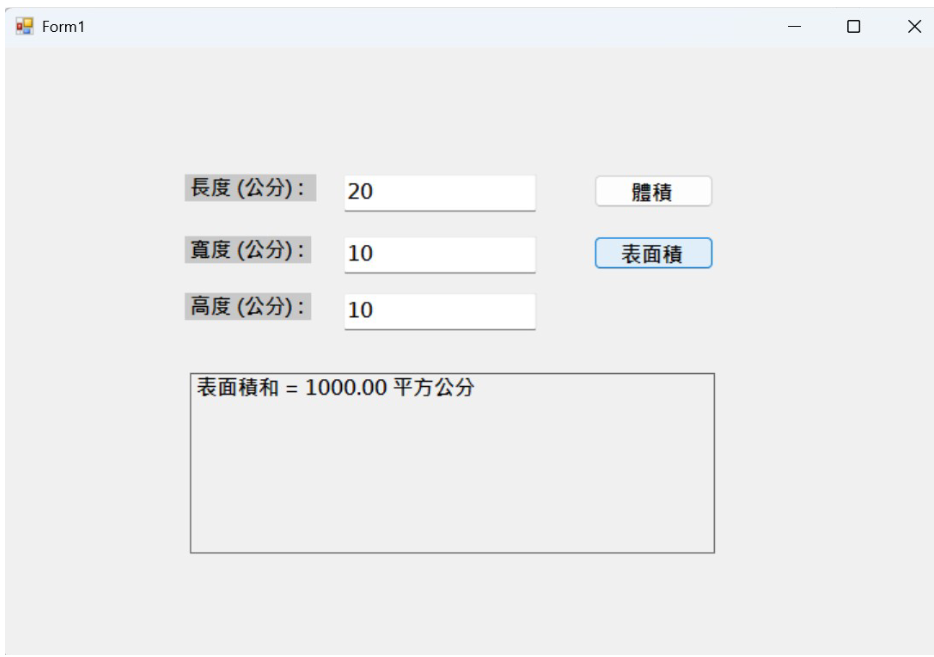 Form1
長度 (公分) : 20 體積
寬度 (公分) : 10 表面積
高度 (公分) : 10
表面積和 = 1000.00 平方公分